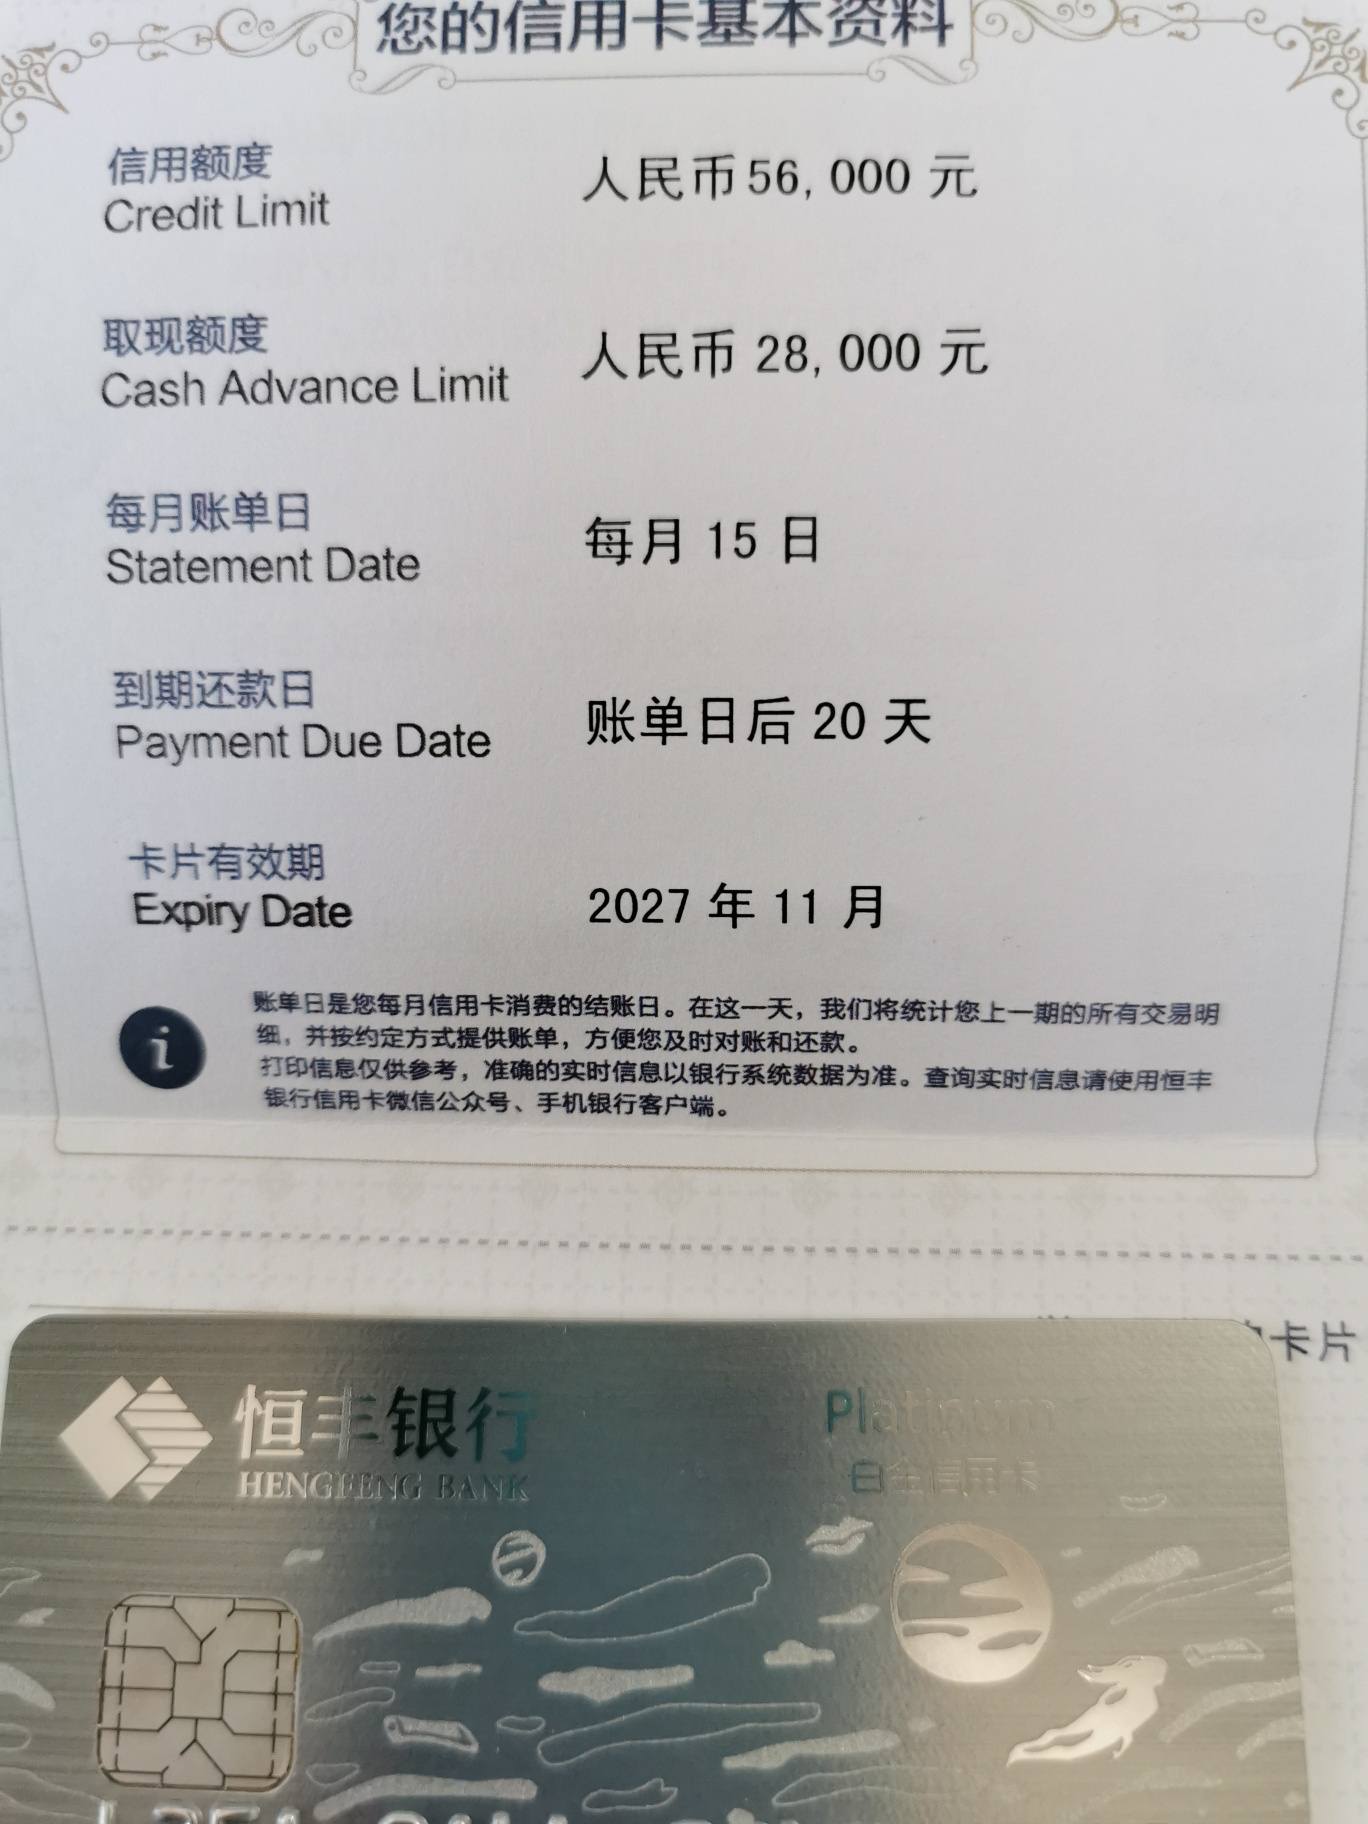 您的信用卡基本资料
信用额度 人民币56,000 元
Credit Limit
取现额度 人民币 28,000 元
Cash Advance Limit
每月账单日 每月 15 日
Statement Date
到期还款日 账单日后 20 天
Payment Due Date
卡片有效期 2027 年 11 月
Expiry Date
i
账单日是您每月信用卡消费的结账日。在这一天，我们将统计您上一期的所有交易明
细，并按约定方式提供账单，方便您及时对账和还款。
打印信息仅供参考，准确的实时信息以银行系统数据为准。查询实时信息请使用恒丰
银行信用卡微信公众号、手机银行客户端。
卡片
恒丰银行 Platinum
HENGFENG BANK 白金信用卡